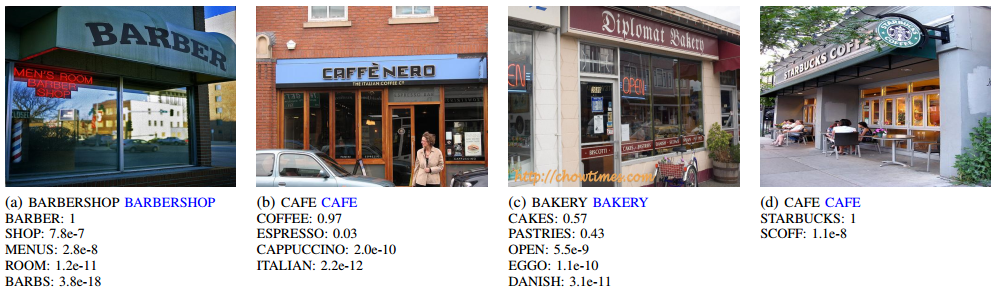 BARBER
MEN'S ROOM
BARBER
SHOP
CAFFÈ NERO
THE ITALIAN COFFEE CO
Diplomat Bakery
OPEN
http://chowtimes.com
STARBUCKS COFF
(a) BARBERSHOP BARBERSHOP
BARBER: 1
SHOP: 7.8e-7
MENUS: 2.8e-8
ROOM: 1.2e-11
BARBS: 3.8e-18
(b) CAFE CAFE
COFFEE: 0.97
ESPRESSO: 0.03
CAPPUCCINO: 2.0e-10
ITALIAN: 2.2e-12
(c) BAKERY BAKERY
CAKES: 0.57
PASTRIES: 0.43
OPEN: 5.5e-9
EGGO: 1.1e-10
DANISH: 3.1e-11
(d) CAFE CAFE
STARBUCKS: 1
SCOFF: 1.1e-8